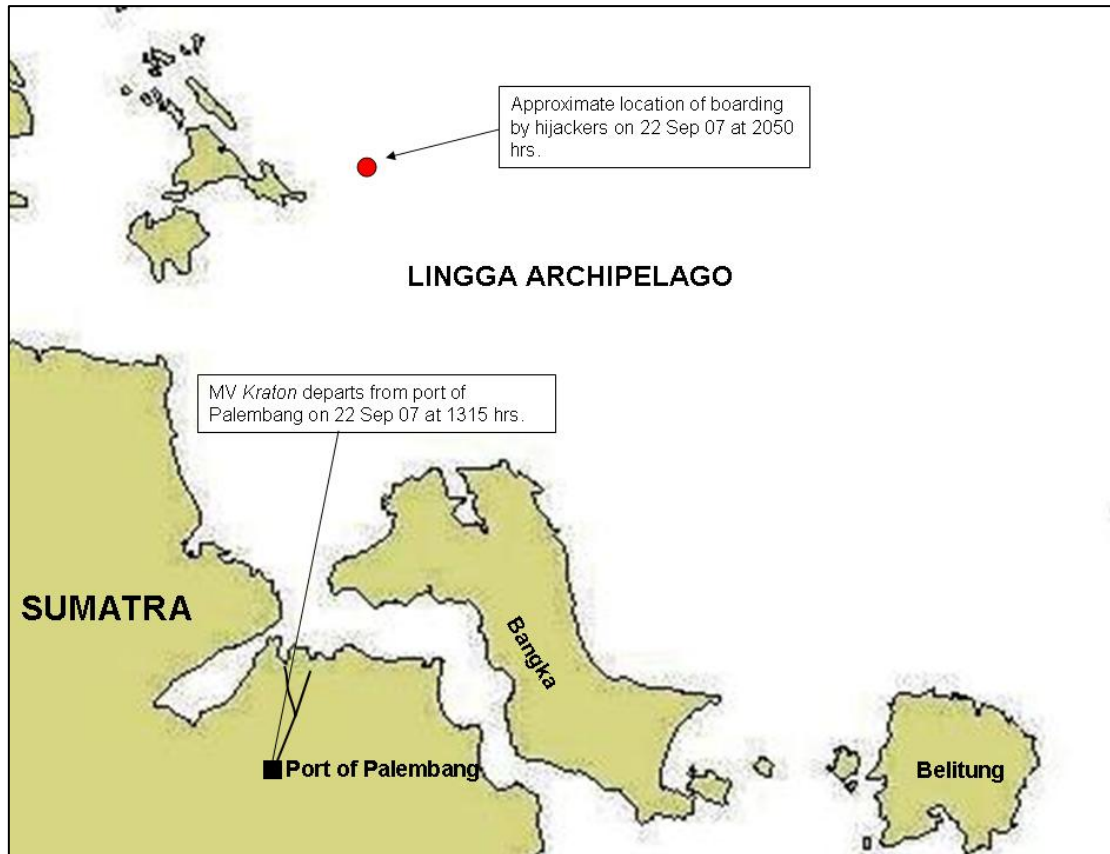 Approximate location of boarding
by hijackers on 22 Sep 07 at 2050
hrs.
LINGGA ARCHIPELAGO
MV Kraton departs from port of
Palembang on 22 Sep 07 at 1315 hrs.
SUMATRA
Bangka
Port of Palembang
Belitung